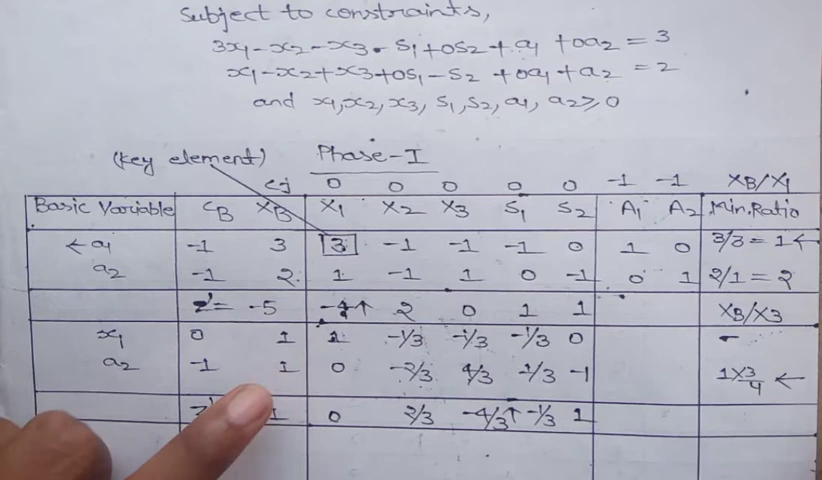 Subject to constraints,
3x1-x2-x3-s1+0s2+a1+0a2=3
x1-x2+x3+0s1-s2+0a1+a2=2
and x1,x2,x3,s1,s2,a1,a2≥0
(key element) Phase-I
Cj 0 0 0 0 0 -1 -1 XB/X1
Basic Variable CB XB X1 X2 X3 S1 S2 A1 A2 Min.Ratio
←a1 -1 3 3 -1 -1 -1 0 1 0 3/3=1←
a2 -1 2 1 -1 1 0 -1 0 1 2/1=2
= -5 -4↑ 2 0 1 1 XB/X3
x1 0 1 1 -1/3 -1/3 -1/3 0 -
a2 -1 1 0 -2/3 4/3 1/3 -1 1×3/4←
1 0 2/3 -4/3↑ -1/3 1